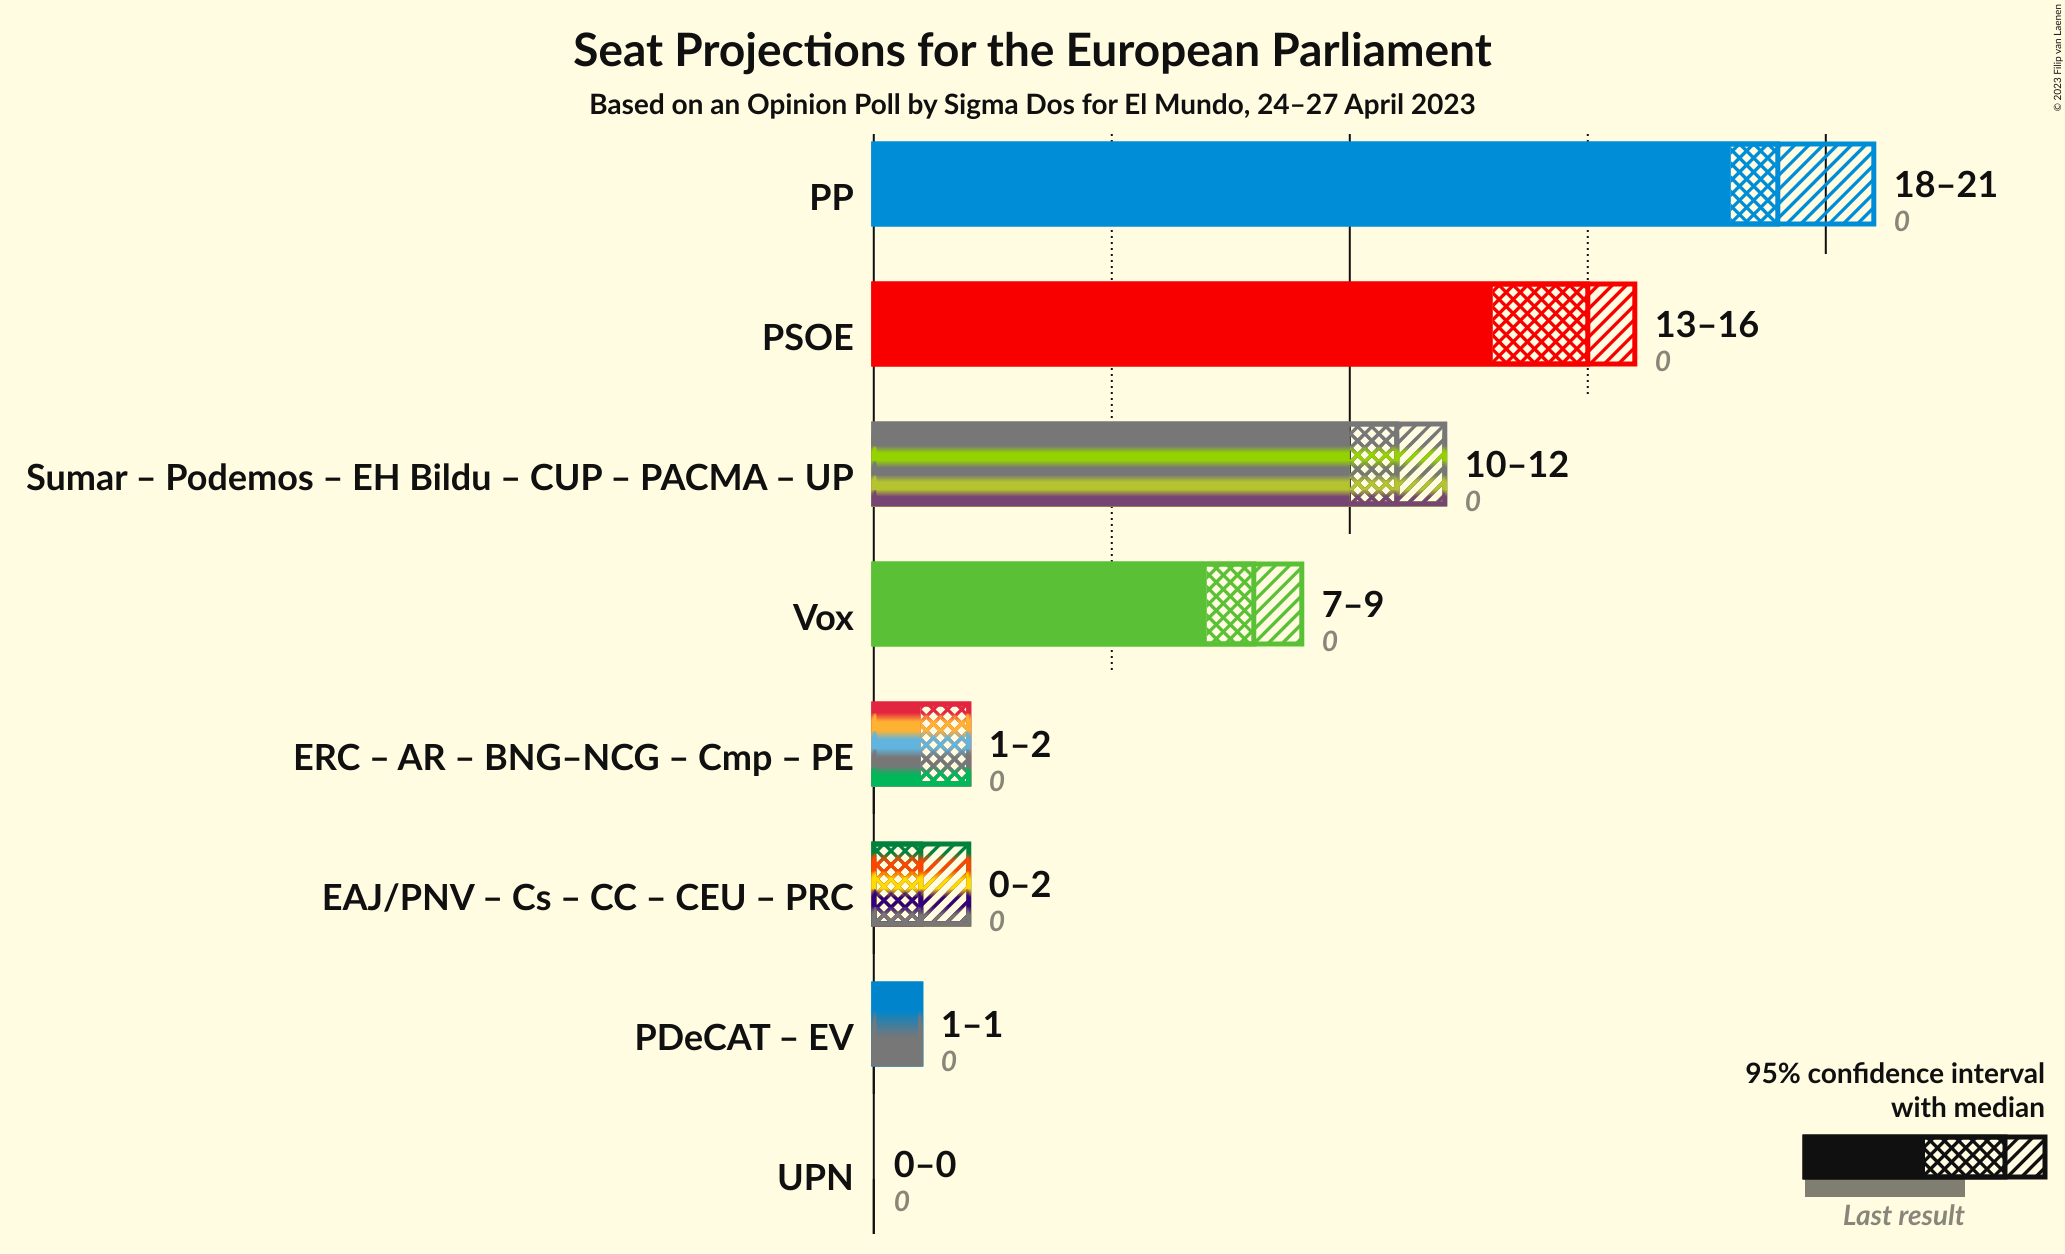 Seat Projections for the European Parliament
Based on an Opinion Poll by Sigma Dos for El Mundo, 24–27 April 2023
© 2023 Filip van Laenen
PP
18–21
0
PSOE
13–16
0
Sumar – Podemos – EH Bildu – CUP – PACMA – UP
10–12
0
Vox
7–9
0
ERC – AR – BNG–NCG – Cmp – PE
1–2
0
EAJ/PNV – Cs – CC – CEU – PRC
0–2
0
PDeCAT – EV
1–1
0
UPN
0–0
0
95% confidence interval
with median
Last result